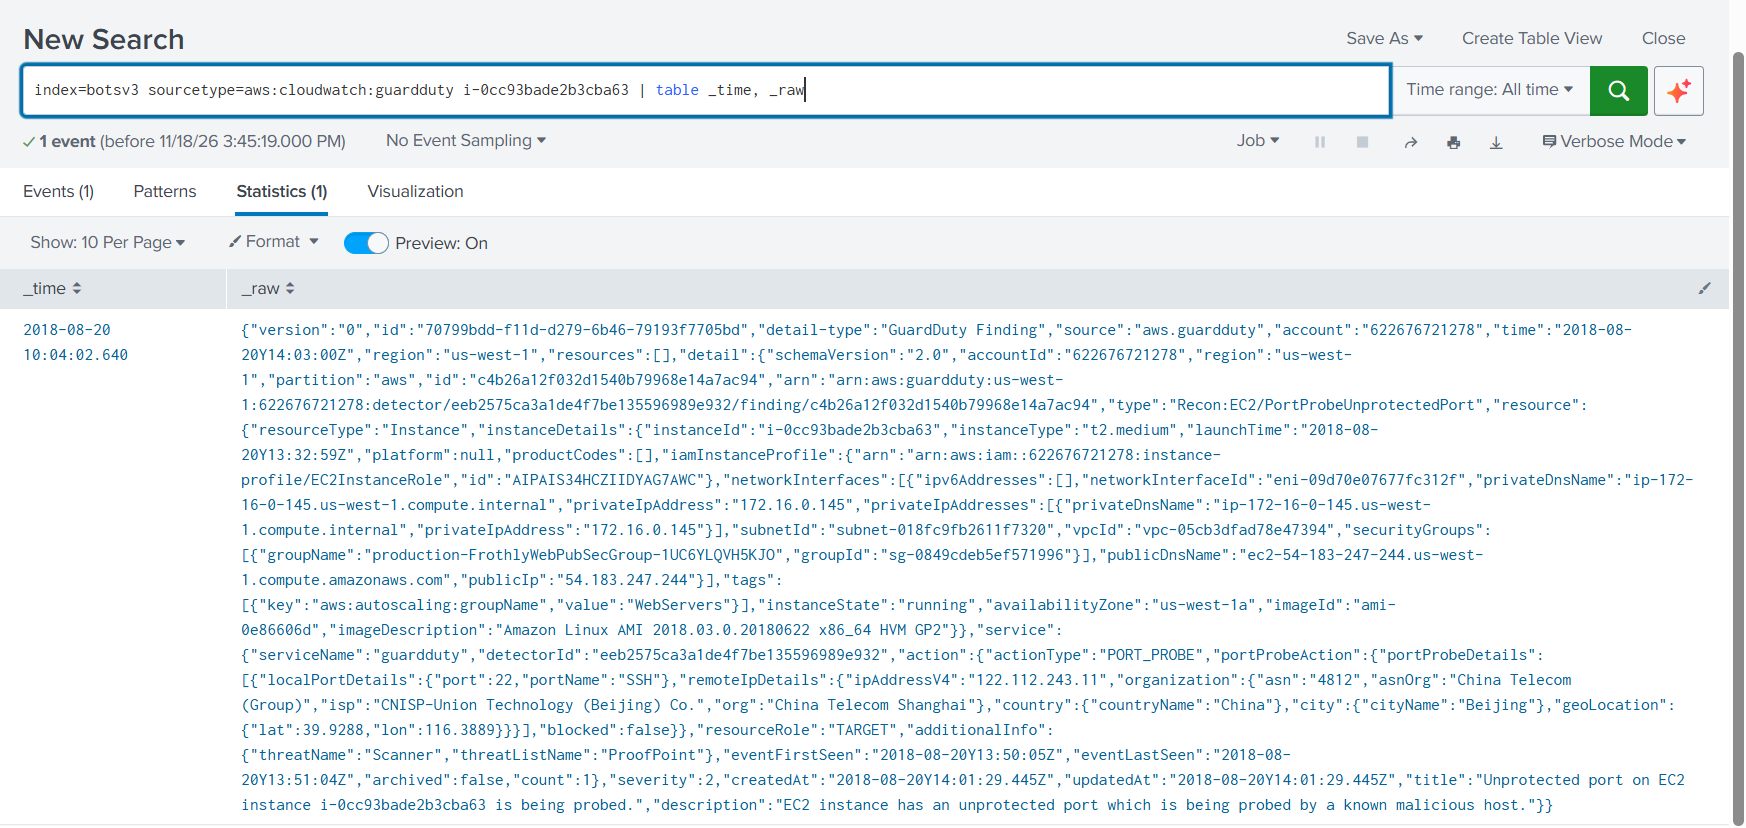 New Search
Save As
Create Table View
Close
index=botsv3 sourcetype=aws:cloudwatch:guardduty i-0cc93bade2b3cba63 | table _time, _raw
Time range: All time
1 event (before 11/18/26 3:45:19.000 PM)
No Event Sampling
Job
Verbose Mode
Events (1)
Patterns
Statistics (1)
Visualization
Show: 10 Per Page
Format
Preview: On
_time
_raw
2018-08-20
10:04:02.640
{"version":"0","id":"70799bdd-f11d-d279-6b46-79193f7705bd","detail-type":"GuardDuty Finding","source":"aws.guardduty","account":"622676721278","time":"2018-08-
20Y14:03:00Z","region":"us-west-1","resources":[],"detail":{"schemaVersion":"2.0","accountId":"622676721278","region":"us-west-
1","partition":"aws","id":"c4b26a12f032d1540b79968e14a7ac94","arn":"arn:aws:guardduty:us-west-
1:622676721278:detector/eeb2575ca3a1de4f7be135596989e932/finding/c4b26a12f032d1540b79968e14a7ac94","type":"Recon:EC2/PortProbeUnprotectedPort","resource":
{"resourceType":"Instance","instanceDetails":{"instanceId":"i-0cc93bade2b3cba63","instanceType":"t2.medium","launchTime":"2018-08-
20Y13:32:59Z","platform":null,"productCodes":[],"iamInstanceProfile":{"arn":"arn:aws:iam::622676721278:instance-
profile/EC2InstanceRole","id":"AIPAIS34HCZIIDYAG7AWC"},"networkInterfaces":[{"ipv6Addresses":[],"networkInterfaceId":"eni-09d70e07677fc312f","privateDnsName":"ip-172-
16-0-145.us-west-1.compute.internal","privateIpAddress":"172.16.0.145","privateIpAddresses":[{"privateDnsName":"ip-172-16-0-145.us-west-
1.compute.internal","privateIpAddress":"172.16.0.145"}],"subnetId":"subnet-018fc9fb2611f7320","vpcId":"vpc-05cb3dfad78e47394","securityGroups":
[{"groupName":"production-FrothlyWebPubSecGroup-1UC6YLQVH5KJO","groupId":"sg-0849cdeb5ef571996"}],"publicDnsName":"ec2-54-183-247-244.us-west-
1.compute.amazonaws.com","publicIp":"54.183.247.244"}],"tags":
[{"key":"aws:autoscaling:groupName","value":"WebServers"}],"instanceState":"running","availabilityZone":"us-west-1a","imageId":"ami-
0e86606d","imageDescription":"Amazon Linux AMI 2018.03.0.20180622 x86_64 HVM GP2"}},"service":
{"serviceName":"guardduty","detectorId":"eeb2575ca3a1de4f7be135596989e932","action":{"actionType":"PORT_PROBE","portProbeAction":{"portProbeDetails":
[{"localPortDetails":{"port":22,"portName":"SSH"},"remoteIpDetails":{"ipAddressV4":"122.112.243.11","organization":{"asn":"4812","asnOrg":"China Telecom
(Group)","isp":"CNISP-Union Technology (Beijing) Co.","org":"China Telecom Shanghai"},"country":{"countryName":"China"},"city":{"cityName":"Beijing"},"geoLocation":
{"lat":39.9288,"lon":116.3889}}}],"blocked":false}},"resourceRole":"TARGET","additionalInfo":
{"threatName":"Scanner","threatListName":"ProofPoint"},"eventFirstSeen":"2018-08-20Y13:50:05Z","eventLastSeen":"2018-08-
20Y13:51:04Z","archived":false,"count":1},"severity":2,"createdAt":"2018-08-20Y14:01:29.445Z","updatedAt":"2018-08-20Y14:01:29.445Z","title":"Unprotected port on EC2
instance i-0cc93bade2b3cba63 is being probed.","description":"EC2 instance has an unprotected port which is being probed by a known malicious host."}}